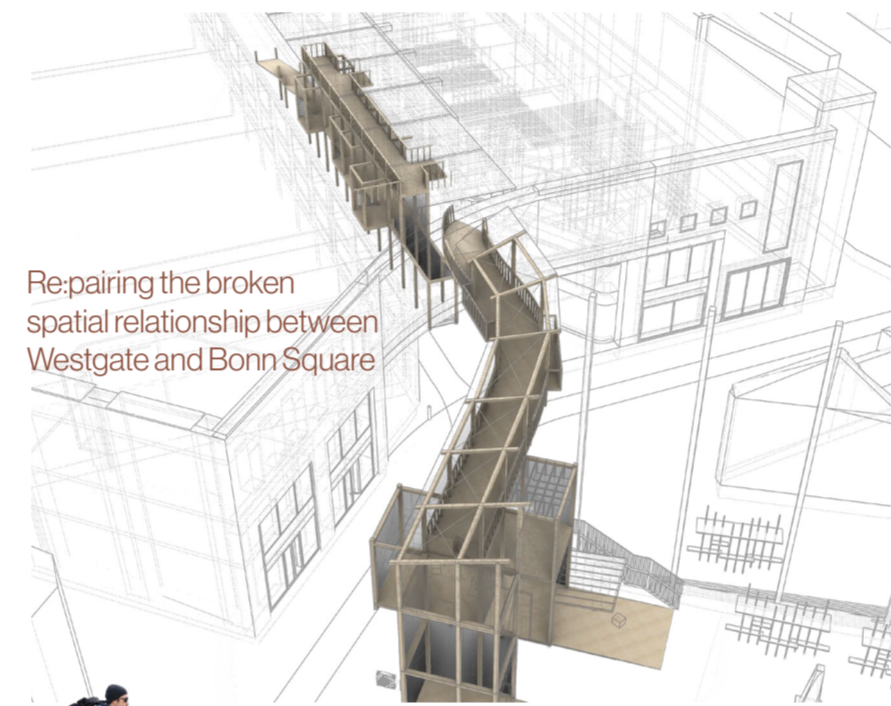 Re:pairing the broken
spatial relationship between
Westgate and Bonn Square